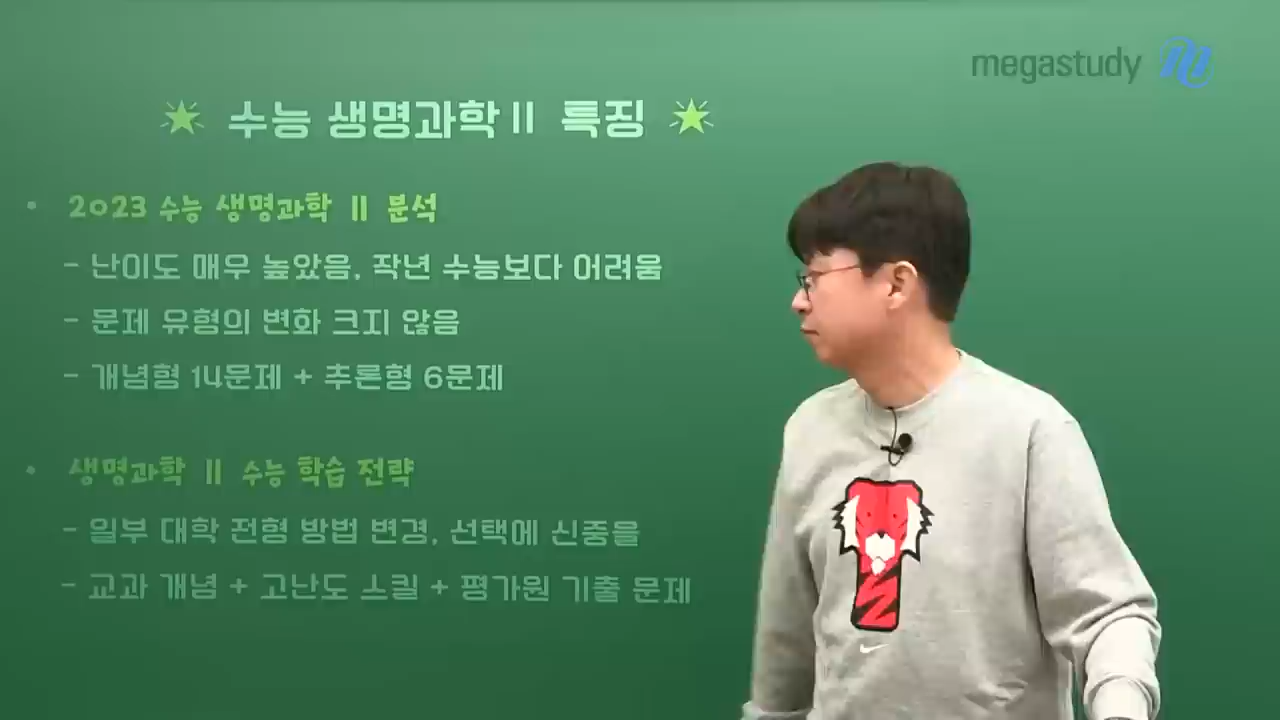 megastudy
수능 생명과학Ⅱ 특징
• 2023 수능 생명과학 Ⅱ 분석
- 난이도 매우 높았음, 작년 수능보다 어려움
- 문제 유형의 변화 크지 않음
- 개념형 14문제 + 추론형 6문제
• 생명과학 Ⅱ 수능 학습 전략
- 일부 대학 전형 방법 변경, 선택에 신중을
- 교과 개념 + 고난도 스킬 + 평가원 기출 문제